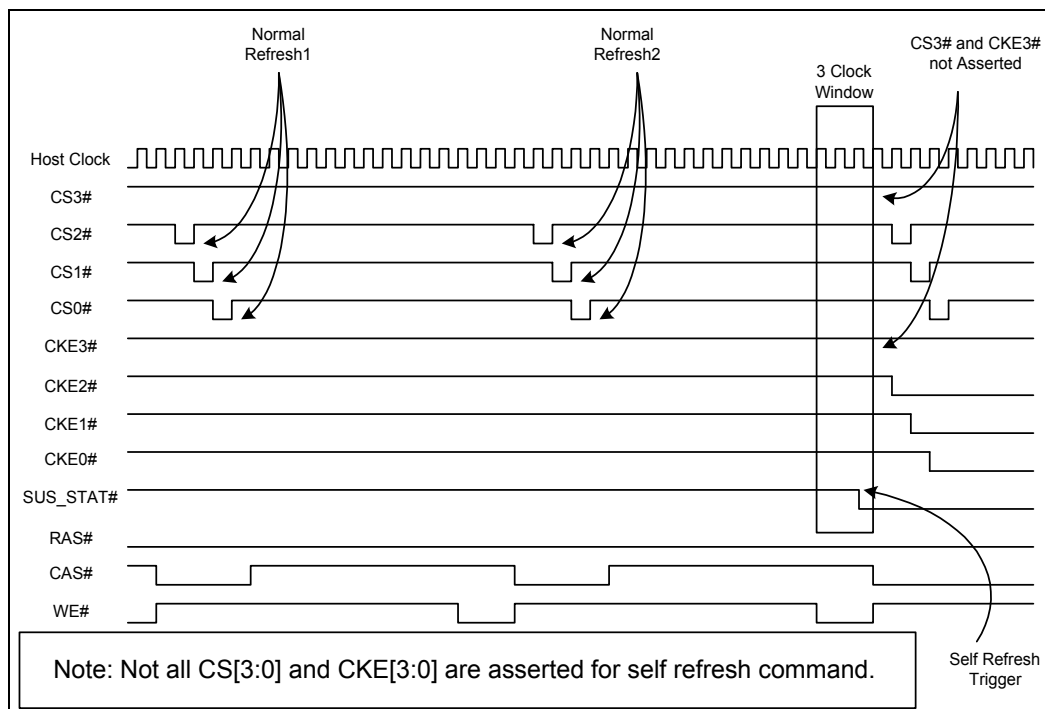 Normal
Refresh1
Normal
Refresh2
CS3# and CKE3#
not Asserted
3 Clock
Window
Host Clock
CS3#
CS2#
CS1#
CS0#
CKE3#
CKE2#
CKE1#
CKE0#
SUS_STAT#
RAS#
CAS#
WE#
Note: Not all CS[3:0] and CKE[3:0] are asserted for self refresh command.
Self Refresh
Trigger